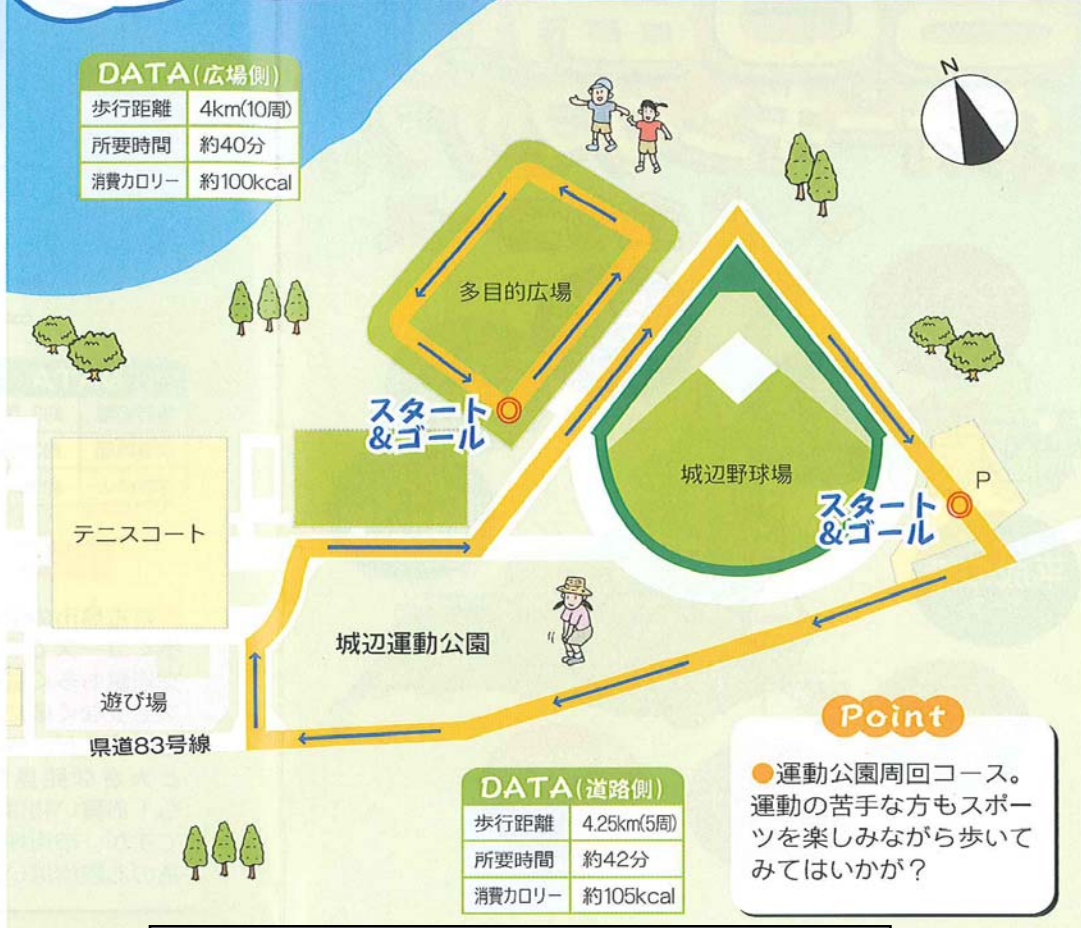 DATA(広場側)
歩行距離 4km(10周)
所要時間 約40分
消費カロリー 約100kcal
N
多目的広場
スタート
&ゴール
城辺野球場
P
スタート
&ゴール
テニスコート
城辺運動公園
遊び場
県道83号線
DATA(道路側)
歩行距離 4.25km(5周)
所要時間 約42分
消費カロリー 約105kcal
Point
●運動公園周回コース。
運動の苦手な方もスポー
ツを楽しみながら歩いて
みてはいかが？